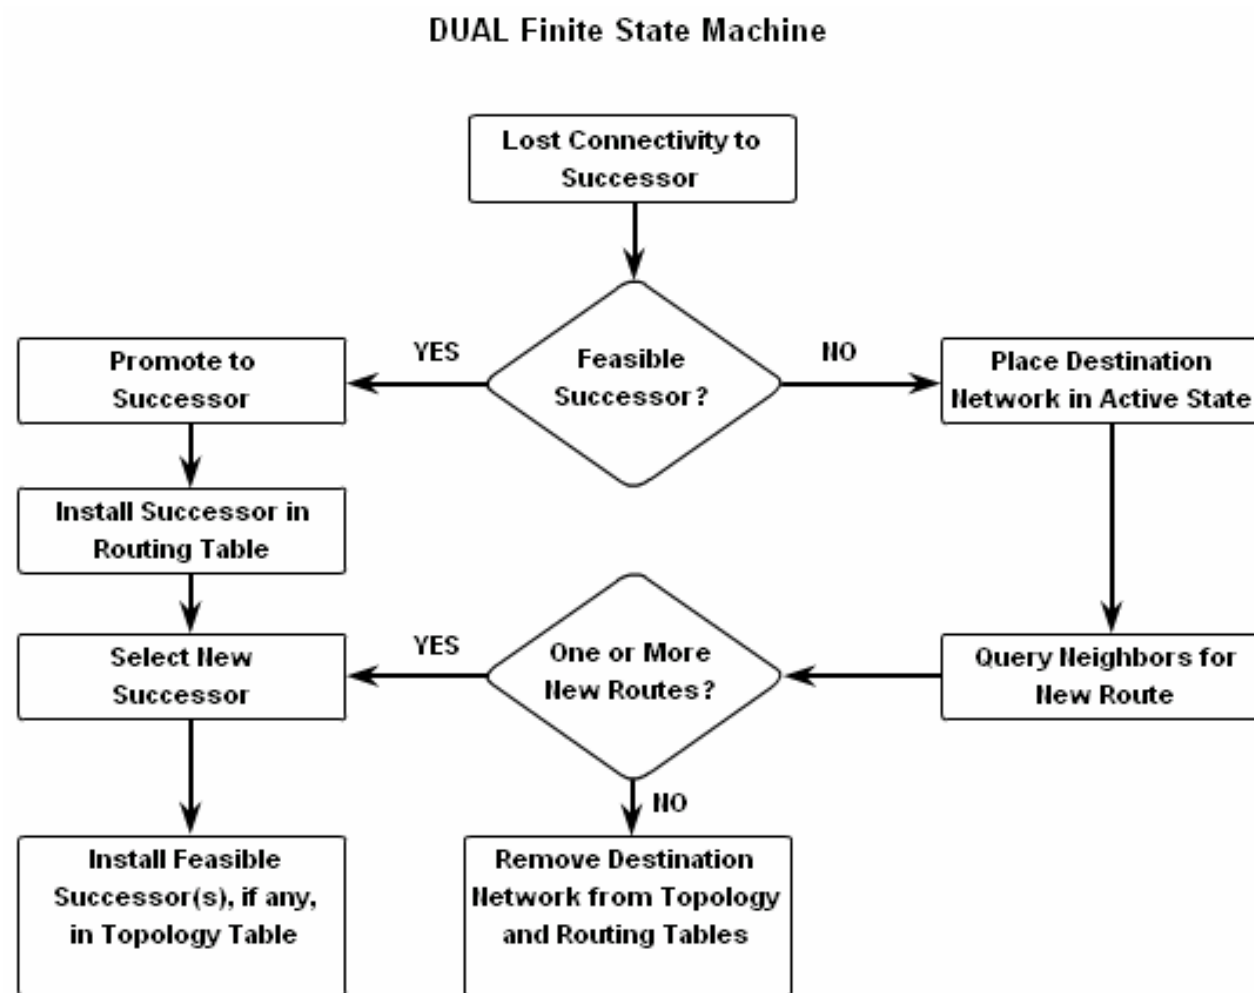 DUAL Finite State Machine
Lost Connectivity to
Successor
YES
Feasible
Successor?
NO
Promote to
Successor
Place Destination
Network in Active State
Install Successor in
Routing Table
Select New
Successor
YES
One or More
New Routes?
Query Neighbors for
New Route
NO
Install Feasible
Successor(s), if any,
in Topology Table
Remove Destination
Network from Topology
and Routing Tables